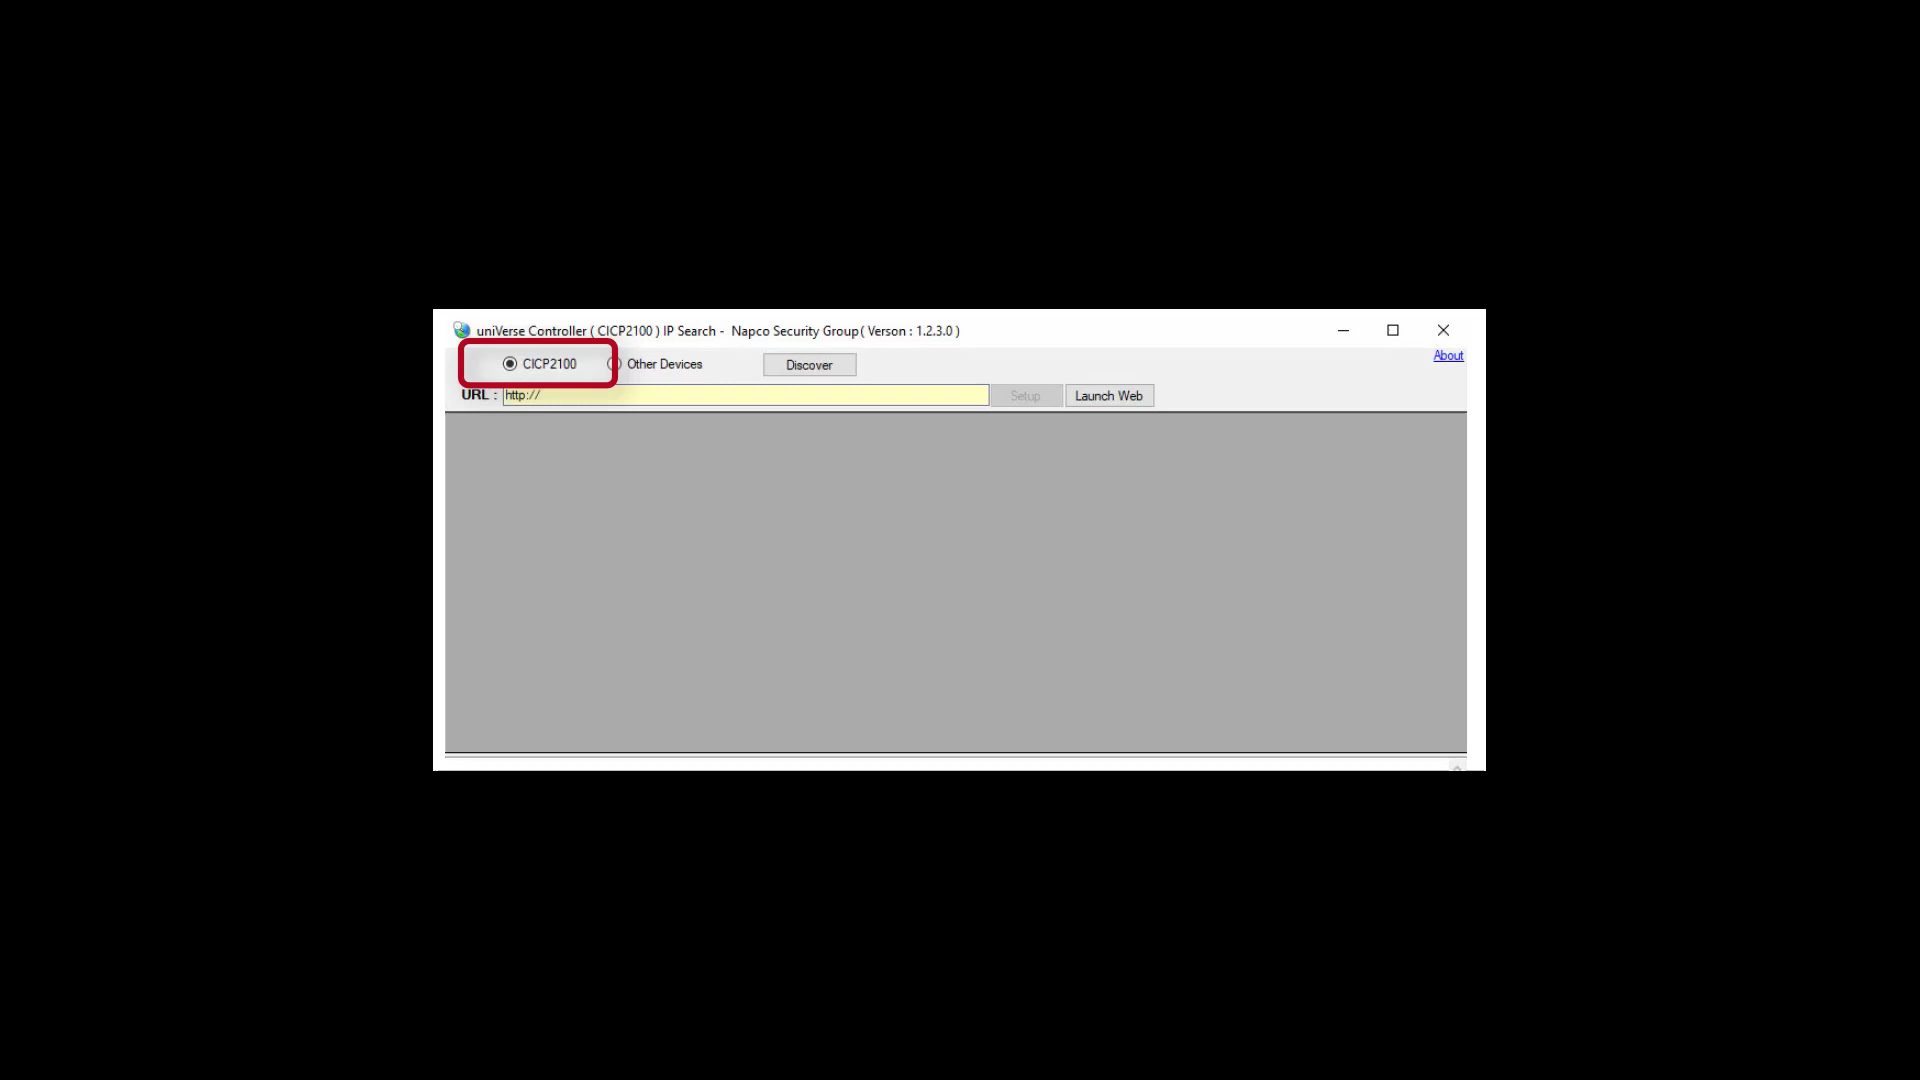 uniVerse Controller ( CICP2100 ) IP Search - Napco Security Group ( Verson : 1.2.3.0 )
CICP2100 Other Devices Discover About
URL : http:// Setup Launch Web